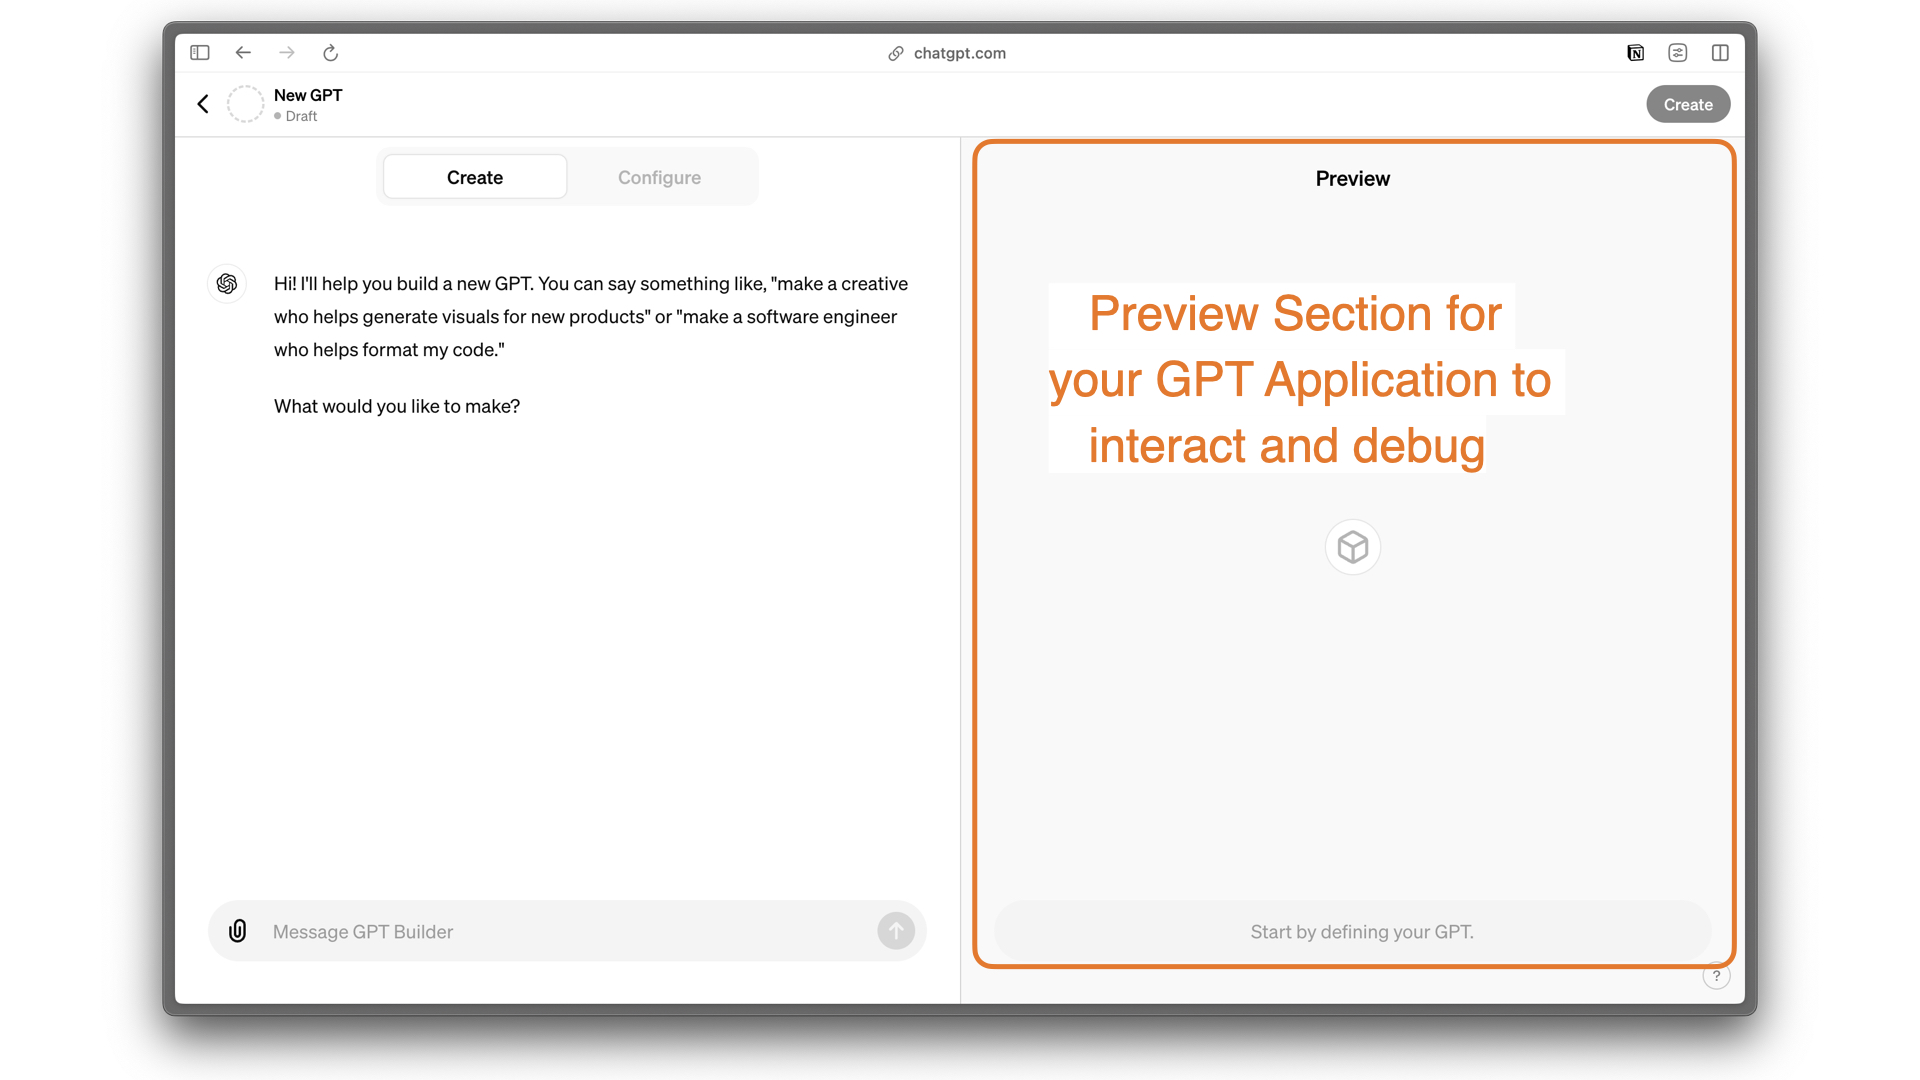 chatgpt.com
New GPT
Draft
Create
Create
Configure
Preview
Hi! I'll help you build a new GPT. You can say something like, "make a creative
who helps generate visuals for new products" or "make a software engineer
who helps format my code."
What would you like to make?
Preview Section for
your GPT Application to
interact and debug
Message GPT Builder
Start by defining your GPT.
?